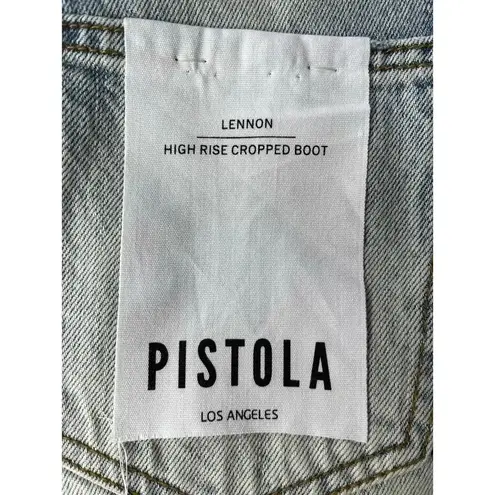 LENNON
HIGH RISE CROPPED BOOT
PISTOLA
LOS ANGELES